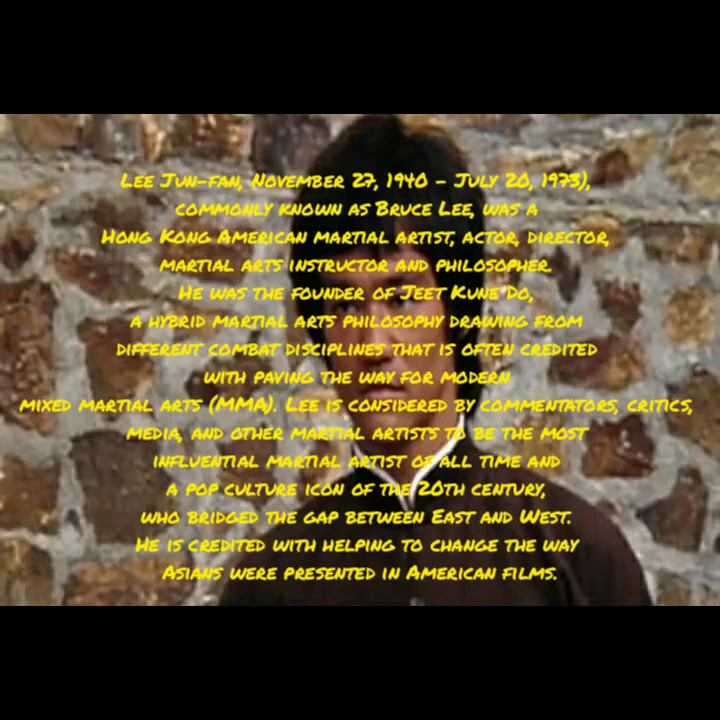 Lee Jun-fan, November 27, 1940 – July 20, 1973),
commonly known as Bruce Lee, was a
Hong Kong American martial artist, actor, director,
martial arts instructor and philosopher.
He was the founder of Jeet Kune Do,
a hybrid martial arts philosophy drawing from
different combat disciplines that is often credited
with paving the way for modern
mixed martial arts (MMA). Lee is considered by commentators, critics,
media, and other martial artists to be the most
influential martial artist of all time and
a pop culture icon of the 20th century,
who bridged the gap between East and West.
He is credited with helping to change the way
Asians were presented in American films.